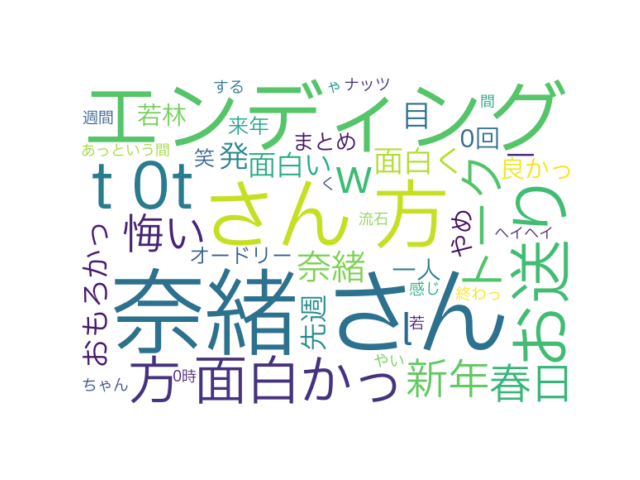 エンディング
する
ゃ
ナッツ
間
週間
若林
来年
目
0回
あっという間
笑
発
面白い
まとめ
面白く
ー
良かっ
t 0t
さん 方
w
く
トーク
お送り
悔い
流石
やめ
ヘイヘイ
おもろかっ
オードリー
奈緒
一人
奈緒 さん
先週
感じ
終わっ
l
若
ちゃん
方
0時
面白かっ
やい
新年
春日